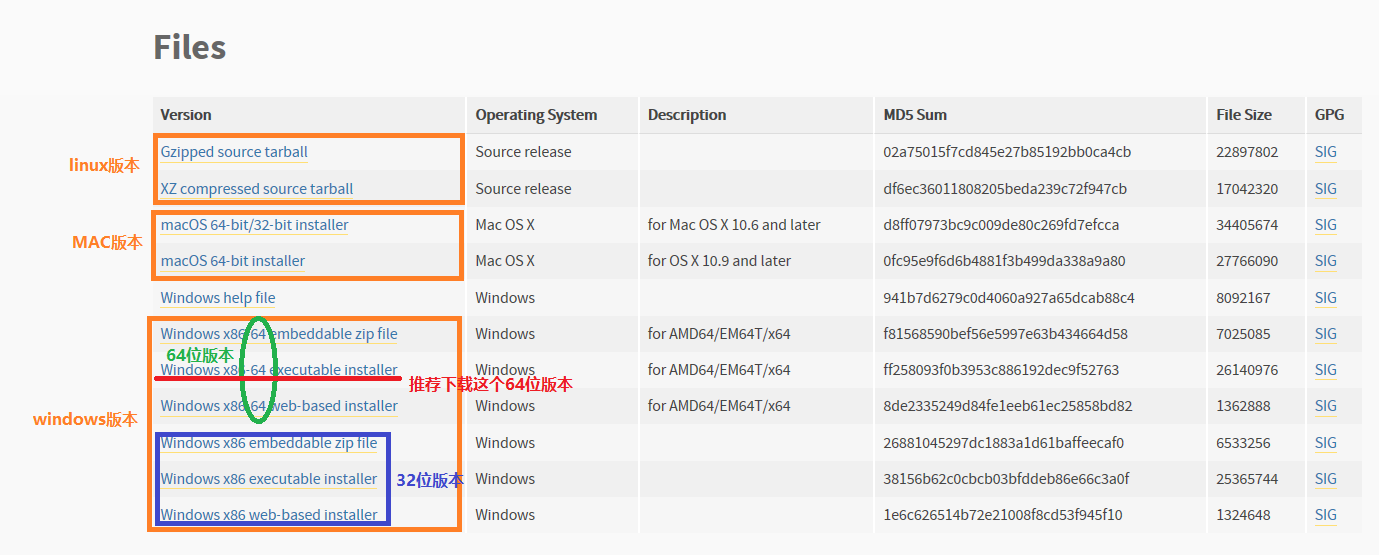 Files
Version Operating System Description MD5 Sum File Size GPG
linux版本
Gzipped source tarball Source release 02a75015f7cd845e27b85192bb0ca4cb 22897802 SIG
XZ compressed source tarball Source release df6ec36011808205beda239c72f947cb 17042320 SIG
MAC版本
macOS 64-bit/32-bit installer Mac OS X for Mac OS X 10.6 and later d8ff07973bc9c009de80c269fd7efcca 34405674 SIG
macOS 64-bit installer Mac OS X for OS X 10.9 and later 0fc95e9f6d6b4881f3b499da338a9a80 27766090 SIG
Windows help file Windows 941b7d6279c0d4060a927a65dcab88c4 8092167 SIG
windows版本
Windows x86-64 embeddable zip file Windows for AMD64/EM64T/x64 f81568590bef56e5997e63b434664d58 7025085 SIG
64位版本
Windows x86-64 executable installer Windows for AMD64/EM64T/x64 ff258093f0b3953c886192dec9f52763 26140976 SIG
推荐下载这个64位版本
Windows x86-64 web-based installer Windows for AMD64/EM64T/x64 8de2335249d84fe1eeb61ec25858bd82 1362888 SIG
Windows x86 embeddable zip file Windows 26881045297dc1883a1d61baffeecaf0 6533256 SIG
32位版本
Windows x86 executable installer Windows 38156b62c0cbcb03bfddeb86e66c3a0f 25365744 SIG
Windows x86 web-based installer Windows 1e6c626514b72e21008f8cd53f945f10 1324648 SIG